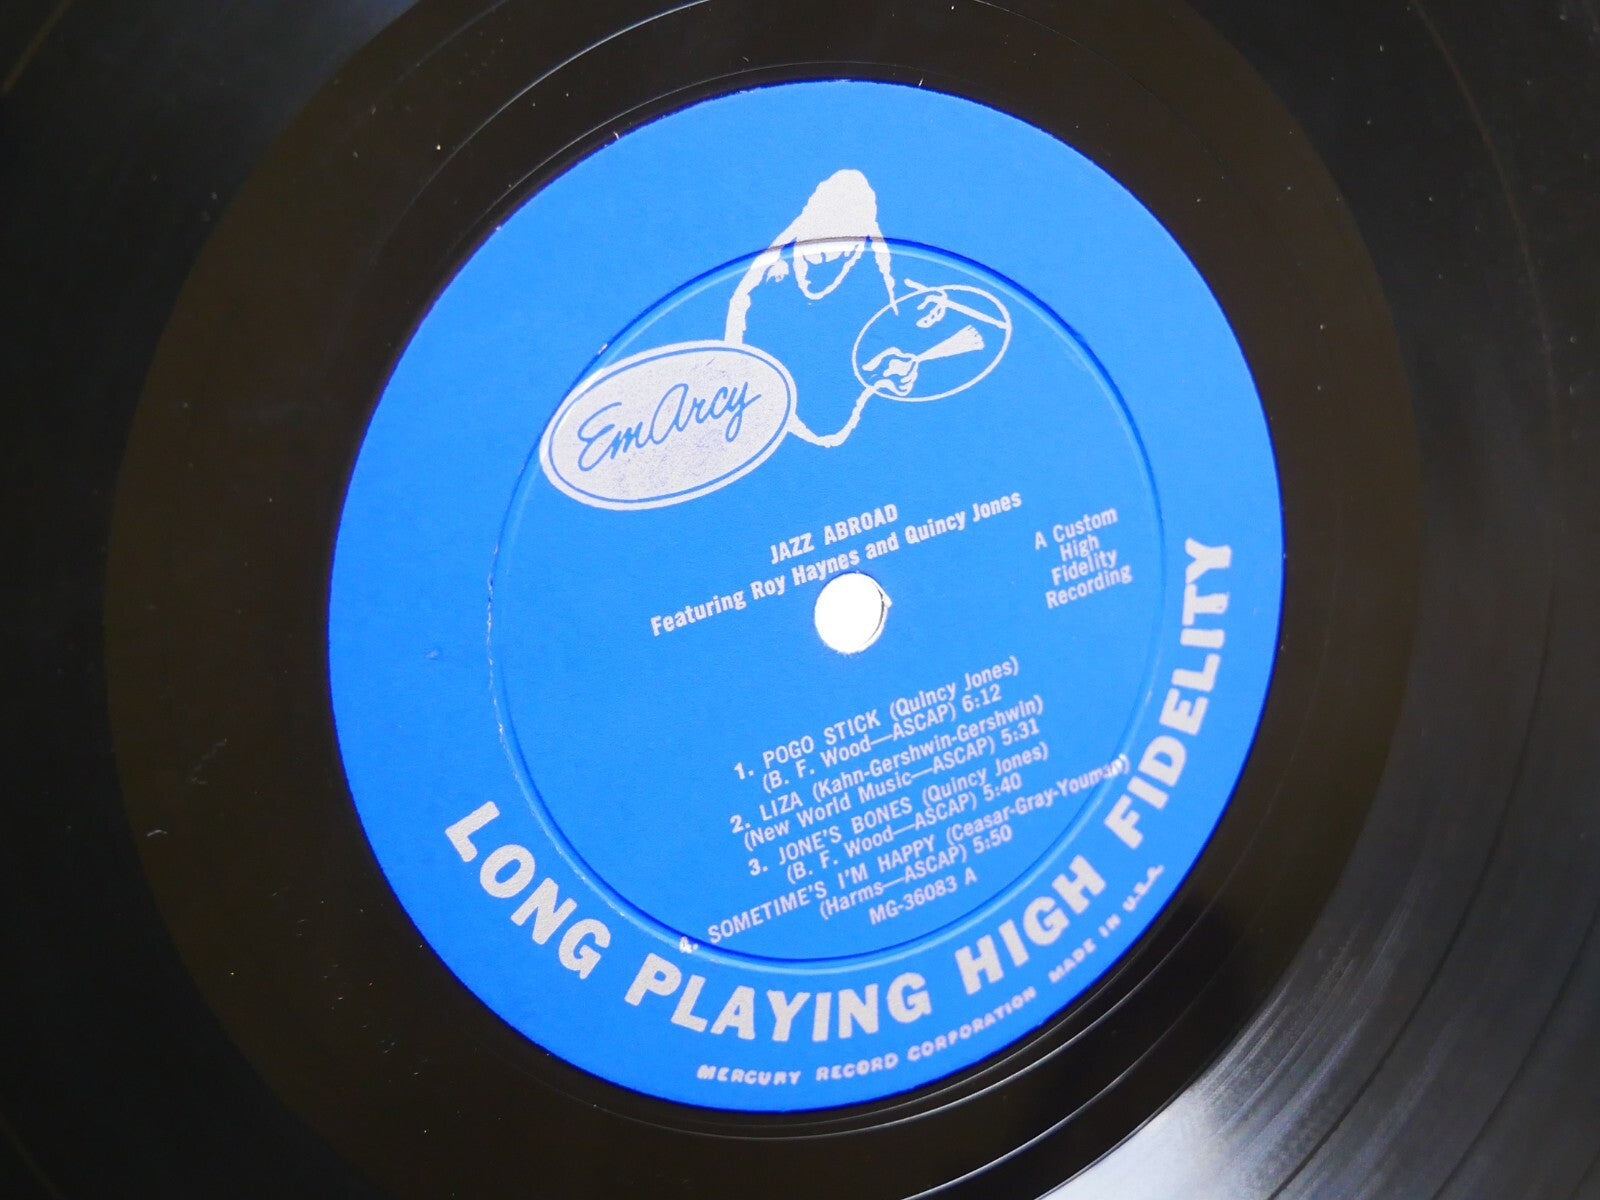 EmArcy
JAZZ ABROAD
Featuring Roy Haynes and Quincy Jones
A Custom
High
Fidelity
Recording
1. POGO STICK (Quincy Jones)
(B. F. Wood—ASCAP) 6:12
2. LIZA (Kahn-Gershwin-Gershwin)
(New World Music—ASCAP) 5:31
3. JONE'S BONES (Quincy Jones)
(B. F. Wood—ASCAP) 5:40
4. SOMETIME'S I'M HAPPY (Ceasar-Gray-Youman)
(Harms—ASCAP) 5:50
MG-36083 A
LONG PLAYING HIGH FIDELITY
MERCURY RECORD CORPORATION MADE IN U.S.A.